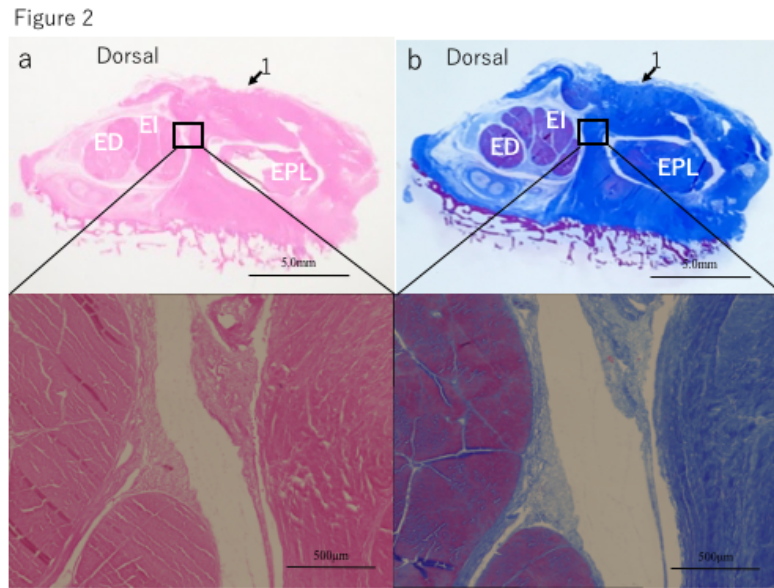 Figure 2
a
Dorsal
1
ED
EI
EPL
5.0mm
b
Dorsal
1
ED
EI
EPL
5.0mm
500μm
500μm